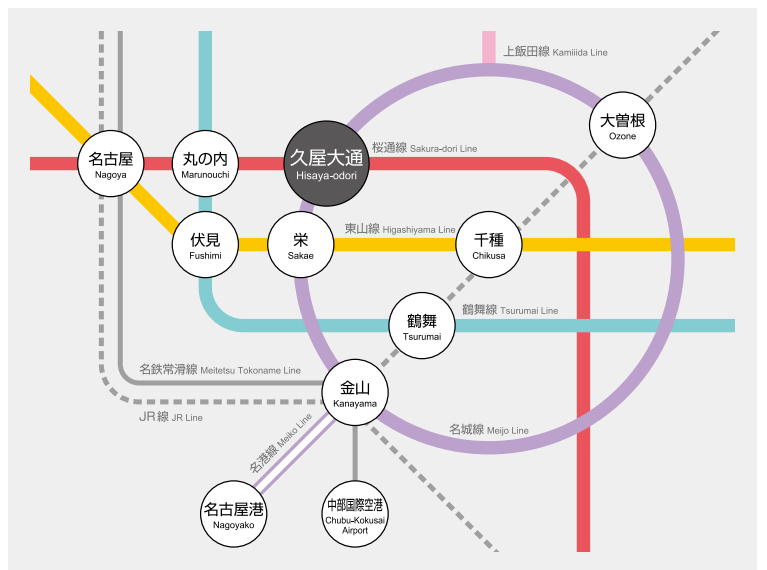 上飯田線 Kamiiida Line
大曽根
Ozone
名古屋
Nagoya
丸の内
Marunouchi
久屋大通
Hisaya-odori
桜通線 Sakura-dori Line
伏見
Fushimi
栄
Sakae
東山線 Higashiyama Line
千種
Chikusa
鶴舞
Tsurumai
鶴舞線 Tsurumai Line
名鉄常滑線 Meitetsu Tokoname Line
JR線 JR Line
金山
Kanayama
名城線 Meijo Line
名港線 Meiko Line
名古屋港
Nagoyako
中部国際空港
Chubu-Kokusai
Airport